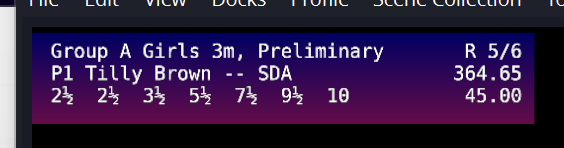 File Edit View Docks Profile Scene Collection
Group A Girls 3m, Preliminary R 5/6
P1 Tilly Brown -- SDA 364.65
2½ 2½ 3½ 5½ 7½ 9½ 10 45.00